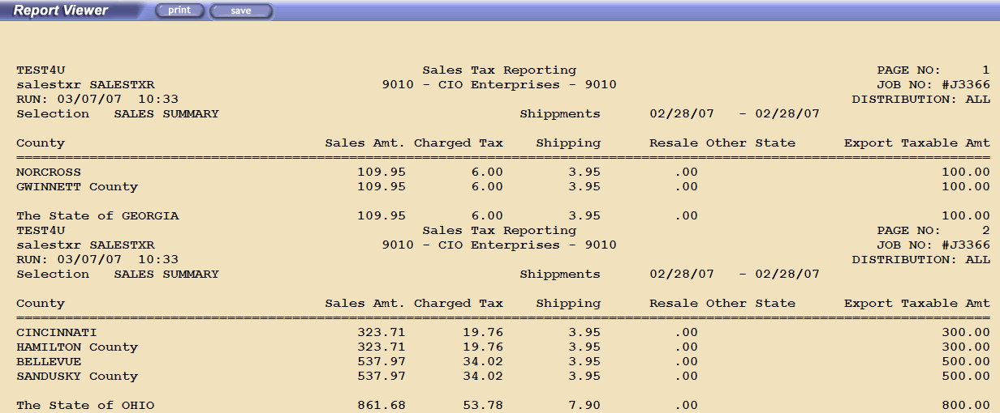 Report Viewer print save
TEST4U Sales Tax Reporting PAGE NO: 1
salestxr SALESTXR 9010 - CIO Enterprises - 9010 JOB NO: #J3366
RUN: 03/07/07 10:33 DISTRIBUTION: ALL
Selection SALES SUMMARY Shippments 02/28/07 - 02/28/07
County Sales Amt. Charged Tax Shipping Resale Other State Export Taxable Amt
========================================================================================================================
NORCROSS 109.95 6.00 3.95 .00 100.00
GWINNETT County 109.95 6.00 3.95 .00 100.00
The State of GEORGIA 109.95 6.00 3.95 .00 100.00
TEST4U Sales Tax Reporting PAGE NO: 2
salestxr SALESTXR 9010 - CIO Enterprises - 9010 JOB NO: #J3366
RUN: 03/07/07 10:33 DISTRIBUTION: ALL
Selection SALES SUMMARY Shippments 02/28/07 - 02/28/07
County Sales Amt. Charged Tax Shipping Resale Other State Export Taxable Amt
========================================================================================================================
CINCINNATI 323.71 19.76 3.95 .00 300.00
HAMILTON County 323.71 19.76 3.95 .00 300.00
BELLEVUE 537.97 34.02 3.95 .00 500.00
SANDUSKY County 537.97 34.02 3.95 .00 500.00
The State of OHIO 861.68 53.78 7.90 .00 800.00